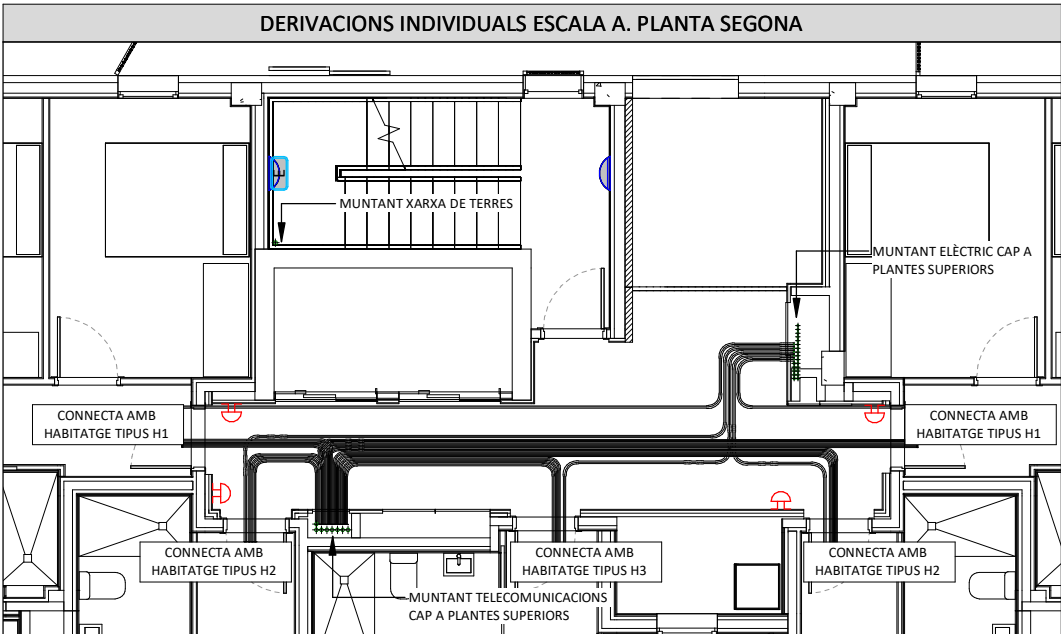 DERIVACIONS INDIVIDUALS ESCALA A. PLANTA SEGONA
MUNTANT XARXA DE TERRES
MUNTANT ELÈCTRIC CAP A
PLANTES SUPERIORS
CONNECTA AMB
HABITATGE TIPUS H1
CONNECTA AMB
HABITATGE TIPUS H1
CONNECTA AMB
HABITATGE TIPUS H2
CONNECTA AMB
HABITATGE TIPUS H3
CONNECTA AMB
HABITATGE TIPUS H2
MUNTANT TELECOMUNICACIONS
CAP A PLANTES SUPERIORS